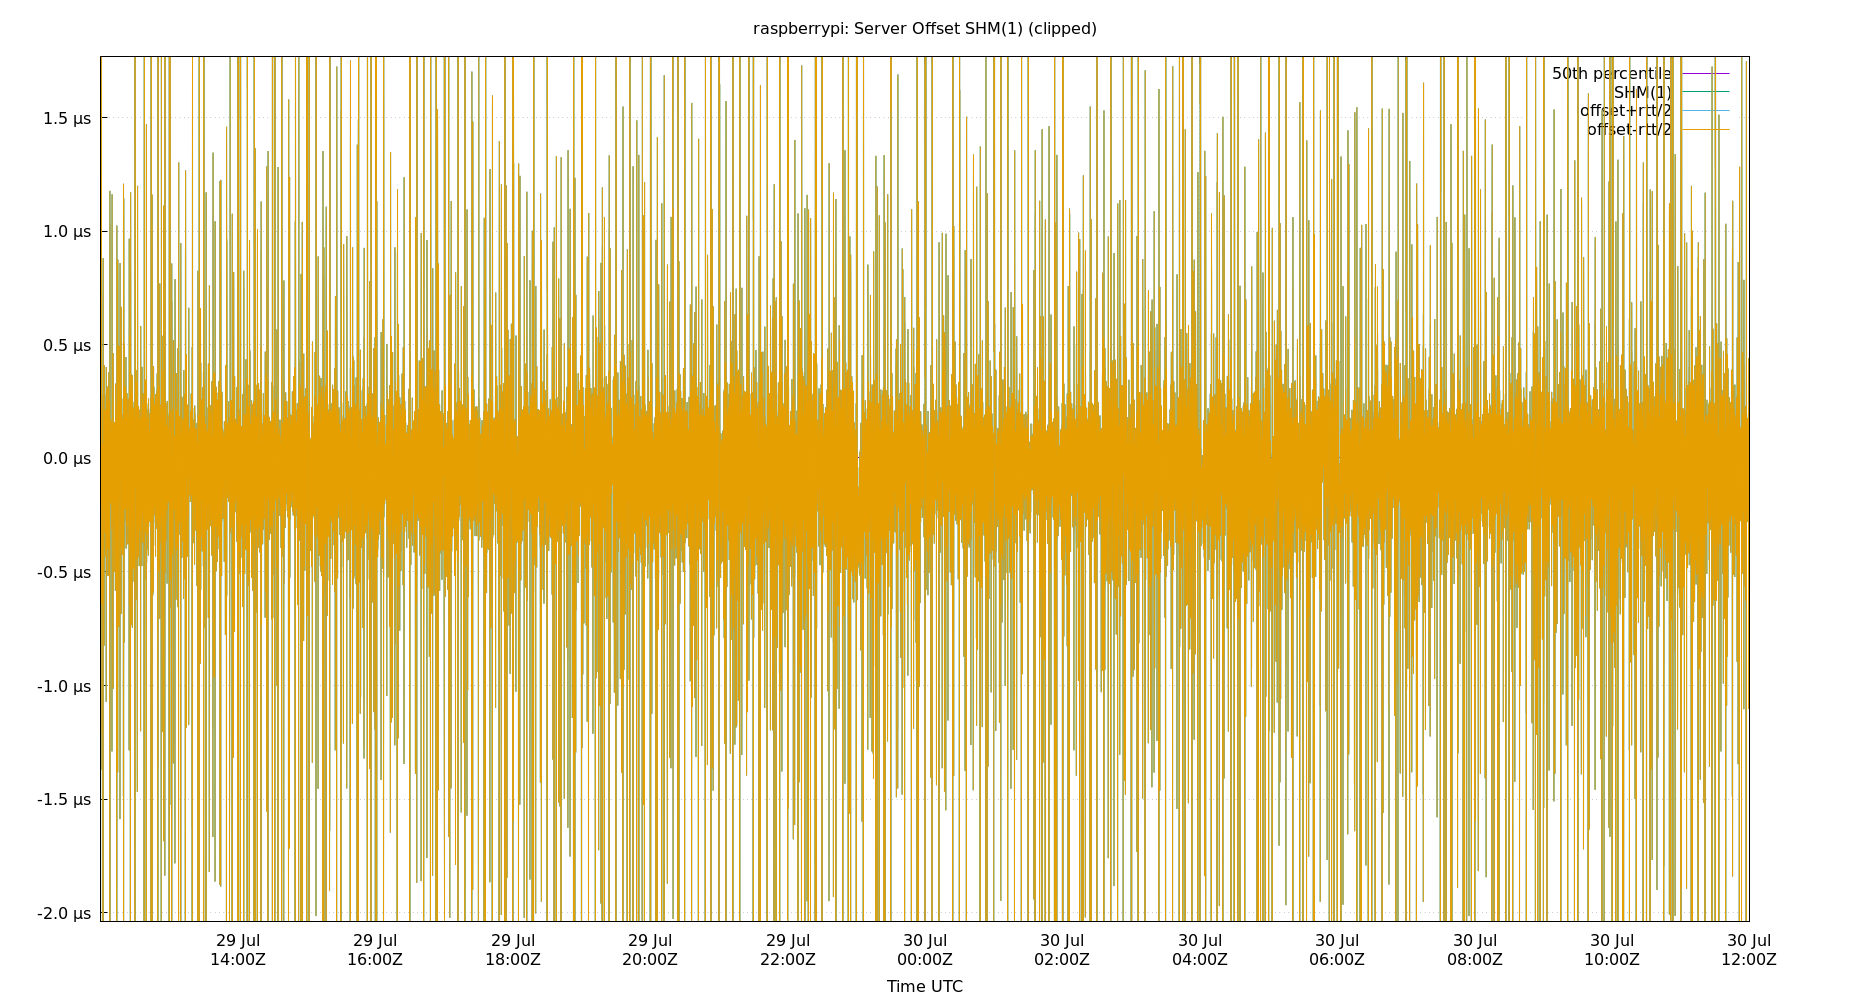 raspberrypi: Server Offset SHM(1) (clipped)
50th percentile
SHM(1)
offset+rtt/2
offset-rtt/2
1.5 µs
1.0 µs
0.5 µs
0.0 µs
-0.5 µs
-1.0 µs
-1.5 µs
-2.0 µs
29 Jul 29 Jul 29 Jul 29 Jul 29 Jul 30 Jul 30 Jul 30 Jul 30 Jul 30 Jul 30 Jul 30 Jul
14:00Z 16:00Z 18:00Z 20:00Z 22:00Z 00:00Z 02:00Z 04:00Z 06:00Z 08:00Z 10:00Z 12:00Z
Time UTC